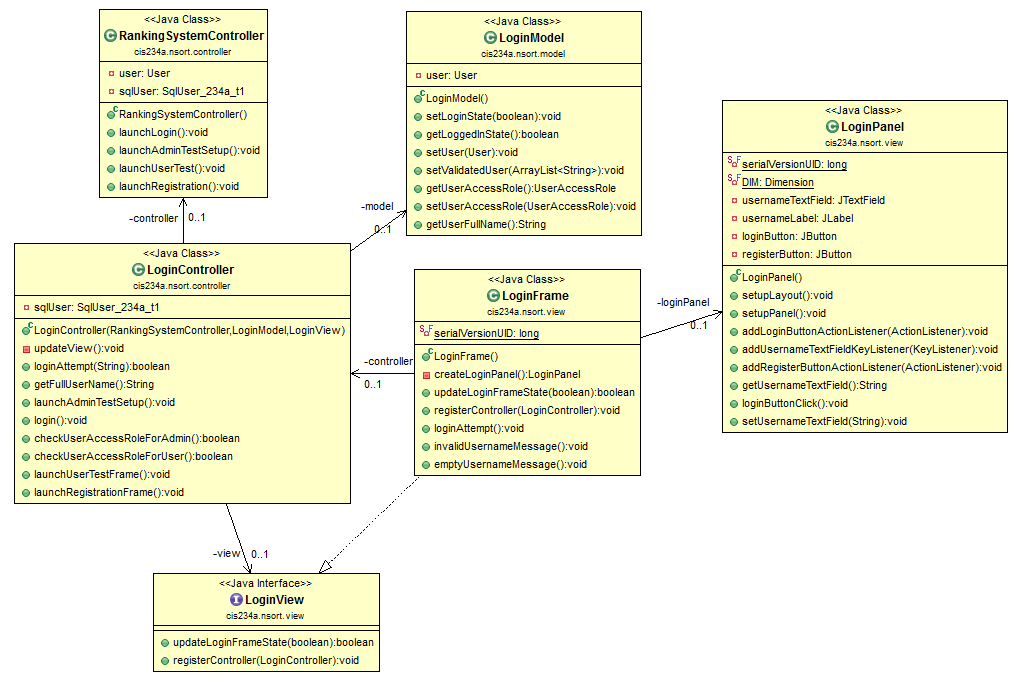 <<Java Class>>
RankingSystemController
cis234a.nsort.controller
user: User
sqlUser: SqlUser_234a_t1
RankingSystemController()
launchLogin():void
launchAdminTestSetup():void
launchUserTest():void
launchRegistration():void
<<Java Class>>
LoginModel
cis234a.nsort.model
user: User
LoginModel()
setLoginState(boolean):void
getLoggedInState():boolean
setUser(User):void
setValidatedUser(ArrayList<String>):void
getUserAccessRole():UserAccessRole
setUserAccessRole(UserAccessRole):void
getUserFullName():String
<<Java Class>>
LoginPanel
cis234a.nsort.view
serialVersionUID: long
DIM: Dimension
usernameTextField: JTextField
usernameLabel: JLabel
loginButton: JButton
registerButton: JButton
LoginPanel()
setupLayout():void
setupPanel():void
addLoginButtonActionListener(ActionListener):void
addUsernameTextFieldKeyListener(KeyListener):void
addRegisterButtonActionListener(ActionListener):void
getUsernameTextField():String
loginButtonClick():void
setUsernameTextField(String):void
-controller
0..1
-model
0..1
<<Java Class>>
LoginController
cis234a.nsort.controller
sqlUser: SqlUser_234a_t1
LoginController(RankingSystemController,LoginModel,LoginView)
updateView():void
loginAttempt(String):boolean
getFullUserName():String
launchAdminTestSetup():void
login():void
checkUserAccessRoleForAdmin():boolean
checkUserAccessRoleForUser():boolean
launchUserTestFrame():void
launchRegistrationFrame():void
<<Java Class>>
LoginFrame
cis234a.nsort.view
serialVersionUID: long
LoginFrame()
createLoginPanel():LoginPanel
updateLoginFrameState(boolean):boolean
registerController(LoginController):void
loginAttempt():void
invalidUsernameMessage():void
emptyUsernameMessage():void
-loginPanel
0..1
-controller
0..1
-view
0..1
<<Java Interface>>
LoginView
cis234a.nsort.view
updateLoginFrameState(boolean):boolean
registerController(LoginController):void